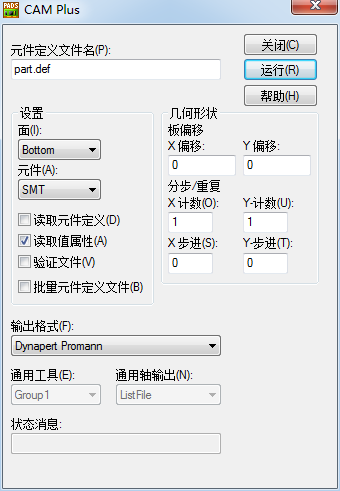 PADS
CAM Plus
元件定义文件名(P):
part.def
关闭(C)
运行(R)
帮助(H)
设置
面(I):
Bottom
元件(A):
SMT
读取元件定义(D)
读取值属性(A)
验证文件(V)
批量元件定义文件(B)
几何形状
板偏移
X 偏移: Y 偏移:
0 0
分步/重复
X 计数(O): Y-计数(U):
1 1
X 步进(S): Y-步进(T):
0 0
输出格式(F):
Dynapert Promann
通用工具(E): 通用轴输出(N):
Group1 ListFile
状态消息: